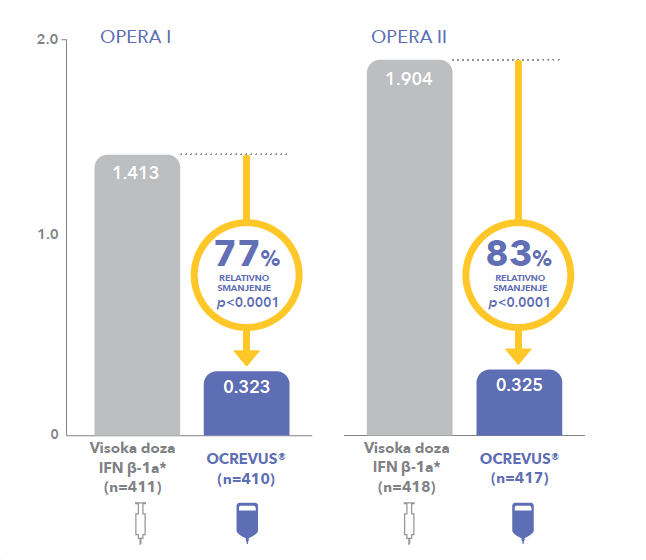 OPERA I
OPERA II
2.0
1.0
0
1.413
77%
RELATIVNO
SMANJENJE
p<0.0001
0.323
1.904
83%
RELATIVNO
SMANJENJE
p<0.0001
0.325
Visoka doza
IFN β-1a*
(n=411)
OCREVUS®
(n=410)
Visoka doza
IFN β-1a*
(n=418)
OCREVUS®
(n=417)